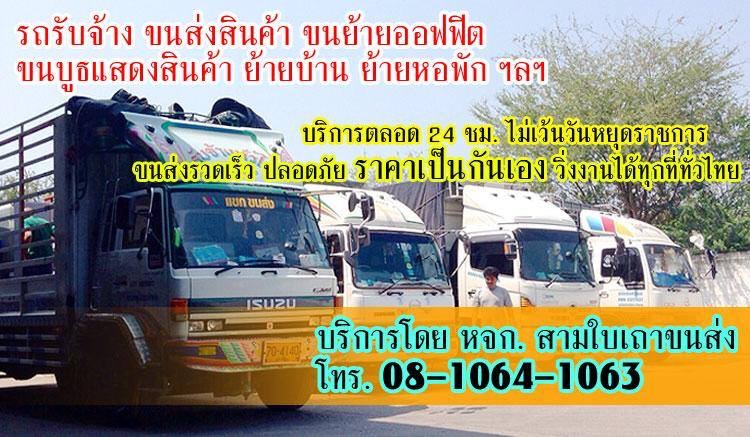 รถรับจ้าง ขนส่งสินค้า ขนย้ายออฟฟิต
ขนบูธแสดงสินค้า ย้ายบ้าน ย้ายหอพัก ฯลฯ
บริการตลอด 24 ชม. ไม่เว้นวันหยุดราชการ
ขนส่งรวดเร็ว ปลอดภัย ราคาเป็นกันเอง วิ่งงานได้ทุกที่ทั่วไทย
แขก ขนส่ง
ISUZU
70-4140
บริการโดย หจก. สามใบเถาขนส่ง
โทร. 08-1064-1063